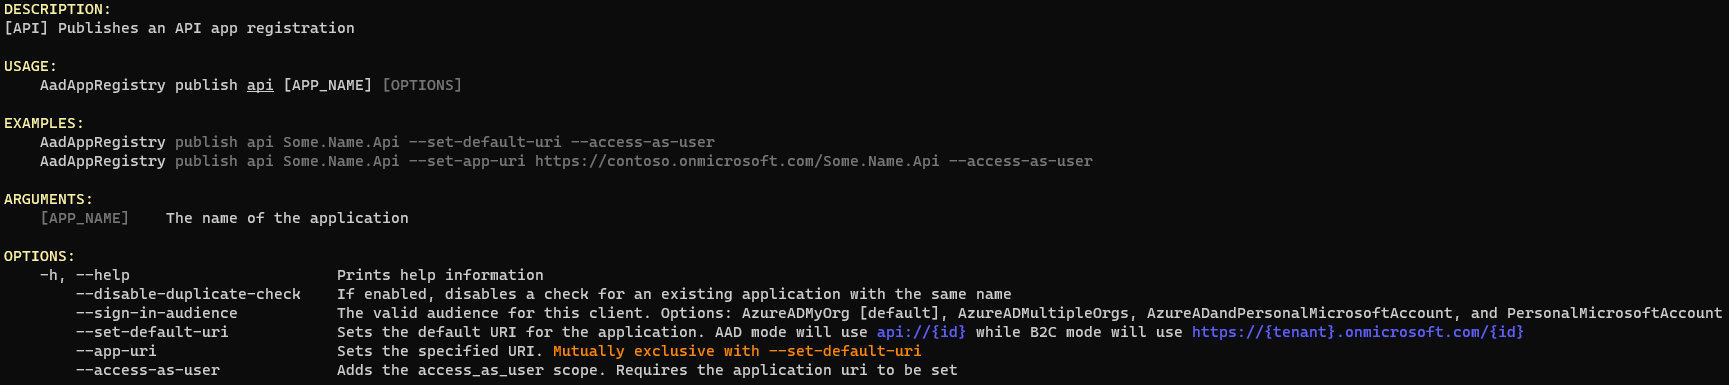 DESCRIPTION:
[API] Publishes an API app registration
USAGE:
AadAppRegistry publish api [APP_NAME] [OPTIONS]
EXAMPLES:
AadAppRegistry publish api Some.Name.Api --set-default-uri --access-as-user
AadAppRegistry publish api Some.Name.Api --set-app-uri https://contoso.onmicrosoft.com/Some.Name.Api --access-as-user
ARGUMENTS:
[APP_NAME] The name of the application
OPTIONS:
-h, --help Prints help information
--disable-duplicate-check If enabled, disables a check for an existing application with the same name
--sign-in-audience The valid audience for this client. Options: AzureADMyOrg [default], AzureADMultipleOrgs, AzureADandPersonalMicrosoftAccount, and PersonalMicrosoftAccount
--set-default-uri Sets the default URI for the application. AAD mode will use api://{id} while B2C mode will use https://{tenant}.onmicrosoft.com/{id}
--app-uri Sets the specified URI. Mutually exclusive with --set-default-uri
--access-as-user Adds the access_as_user scope. Requires the application uri to be set